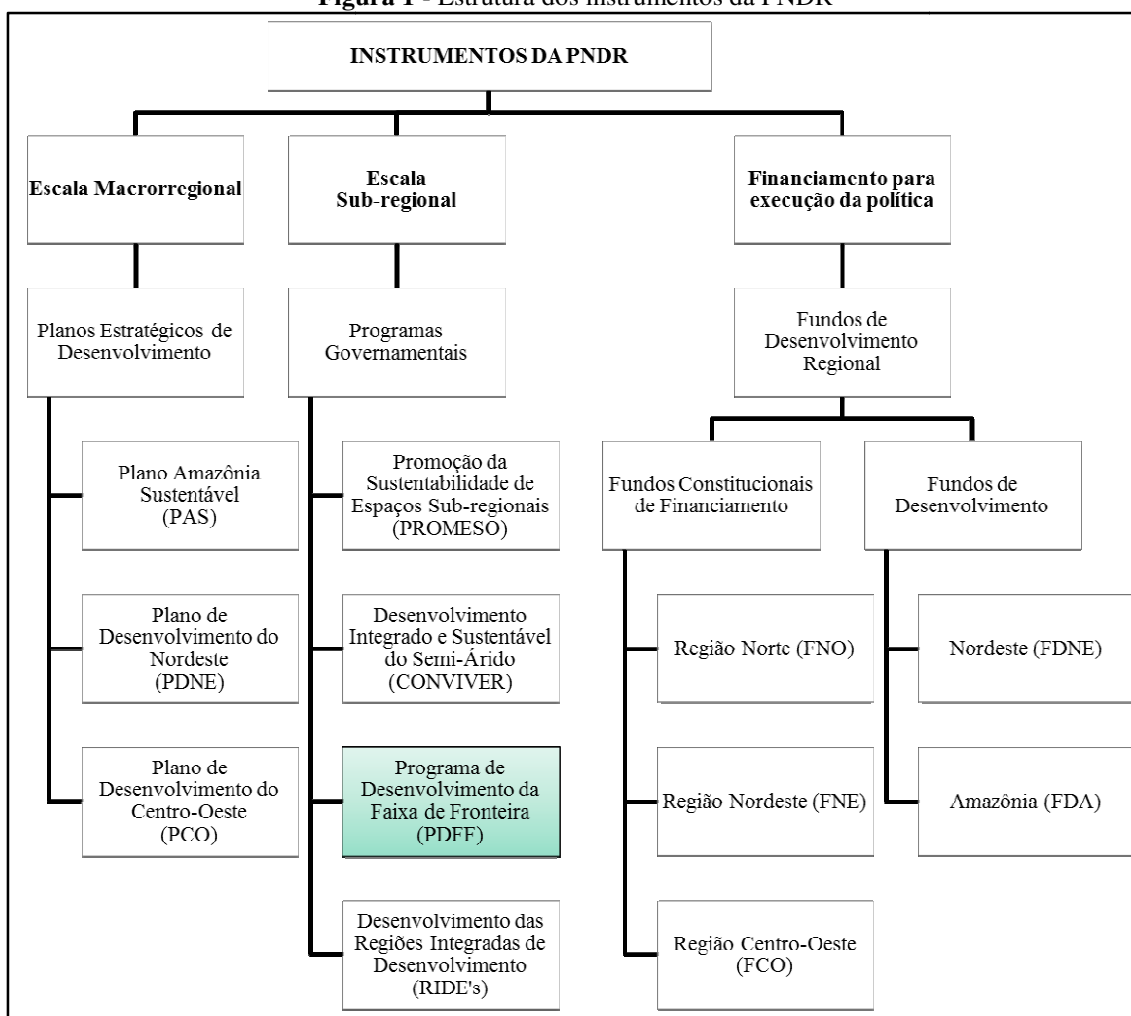 Figura 1 - Estrutura dos instrumentos da PNDR
INSTRUMENTOS DA PNDR
Escala Macrorregional
Escala
Sub-regional
Financiamento para
execução da política
Planos Estratégicos de
Desenvolvimento
Programas
Governamentais
Fundos de
Desenvolvimento
Regional
Plano Amazônia
Sustentável
(PAS)
Plano de
Desenvolvimento do
Nordeste
(PDNE)
Plano de
Desenvolvimento do
Centro-Oeste
(PCO)
Promoção da
Sustentabilidade de
Espaços Sub-regionais
(PROMESO)
Desenvolvimento
Integrado e Sustentável
do Semi-Árido
(CONVIVER)
Programa de
Desenvolvimento da
Faixa de Fronteira
(PDFF)
Desenvolvimento das
Regiões Integradas de
Desenvolvimento
(RIDE's)
Fundos Constitucionais
de Financiamento
Região Norte (FNO)
Região Nordeste (FNE)
Região Centro-Oeste
(FCO)
Fundos de
Desenvolvimento
Nordeste (FDNE)
Amazônia (FDA)